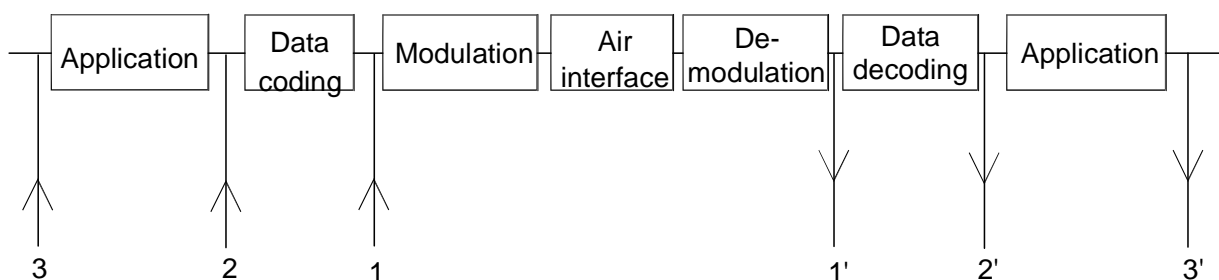 Application
Data
coding
Modulation
Air
interface
De-
modulation
Data
decoding
Application
3
2
1
1'
2'
3'